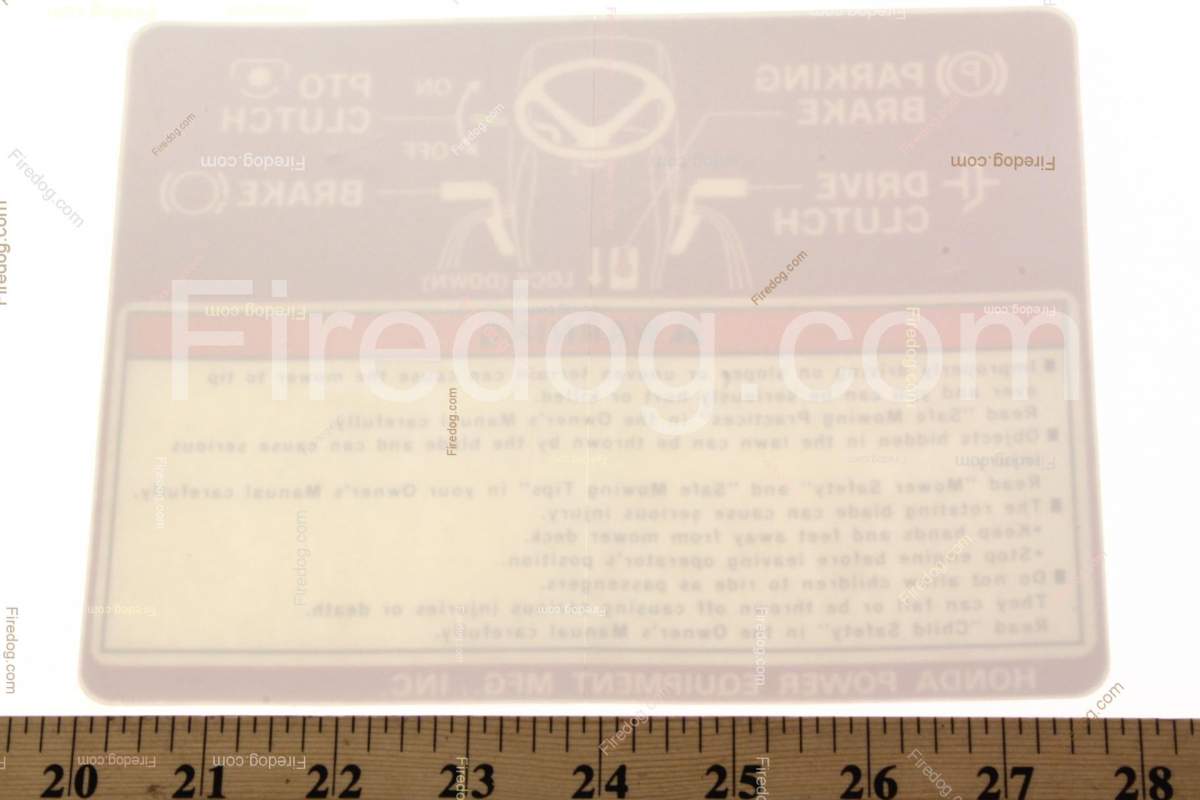 PARKING BRAKE
PTO CLUTCH
ON
OFF
BRAKE
DRIVE CLUTCH
LOCK (DOWN)
Firedog.com
Improperly driving on slopes or uneven terrain can cause the mower to tip
over and you can be seriously hurt or killed.
Read "Safe Mowing Practices" in the Owner's Manual carefully.
Objects hidden in the lawn can be thrown by the blade and can cause serious
Read "Mower Safety" and "Safe Mowing Tips" in your Owner's Manual carefully.
The rotating blade can cause serious injury.
•Keep hands and feet away from mower deck.
•Stop engine before leaving operator's position.
Do not allow children to ride as passengers.
They can fall or be thrown off causing serious injuries or death.
Read "Child Safety" in the Owner's Manual carefully.
HONDA POWER EQUIPMENT MFG., INC.
20 21 22 23 24 25 26 27 28